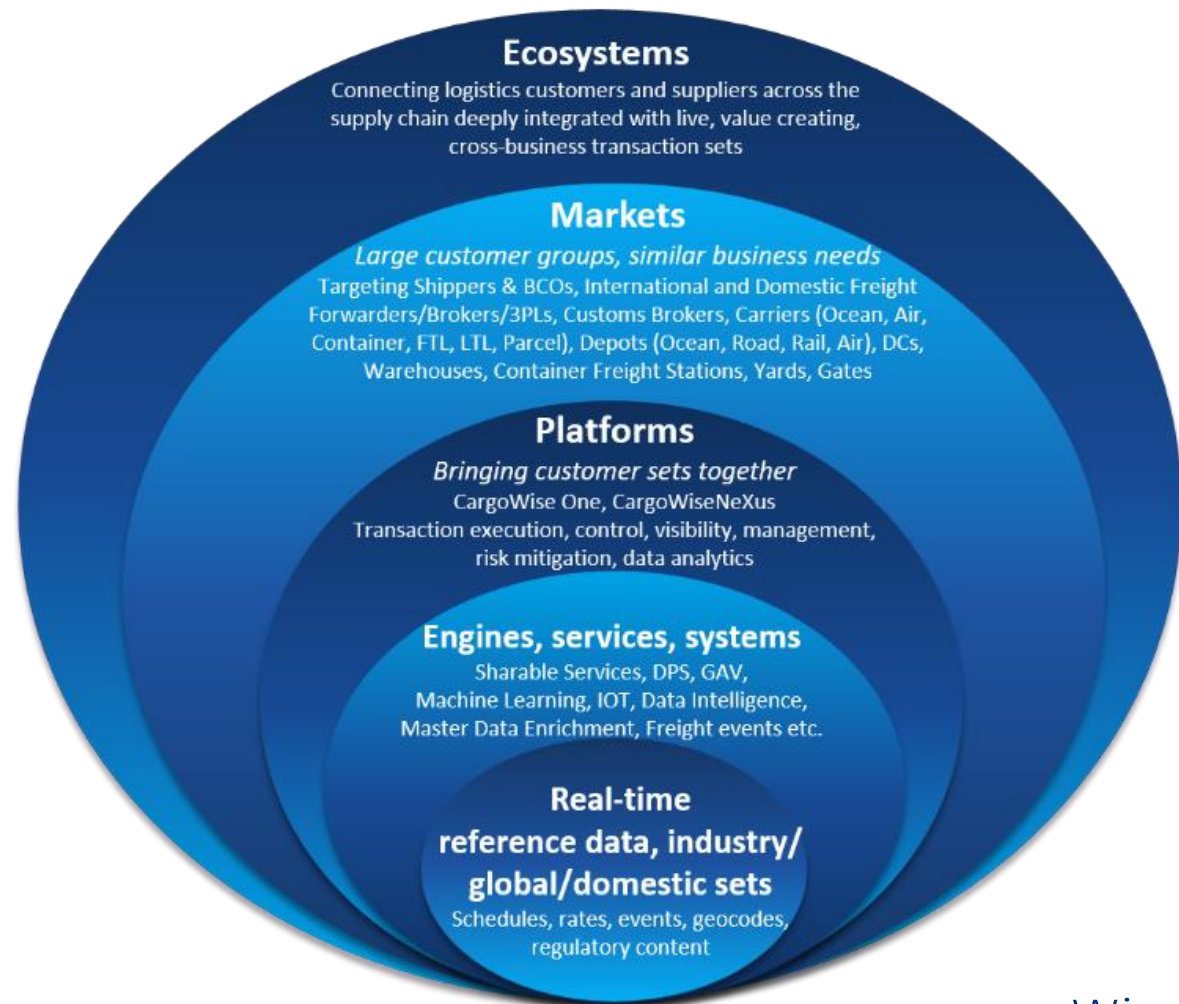 Ecosystems
Connecting logistics customers and suppliers across the
supply chain deeply integrated with live, value creating,
cross-business transaction sets
Markets
Large customer groups, similar business needs
Targeting Shippers & BCOs, International and Domestic Freight
Forwarders/Brokers/3PLs, Customs Brokers, Carriers (Ocean, Air,
Container, FTL, LTL, Parcel), Depots (Ocean, Road, Rail, Air), DCs,
Warehouses, Container Freight Stations, Yards, Gates
Platforms
Bringing customer sets together
CargoWise One, CargoWiseNeXus
Transaction execution, control, visibility, management,
risk mitigation, data analytics
Engines, services, systems
Sharable Services, DPS, GAV,
Machine Learning, IOT, Data Intelligence,
Master Data Enrichment, Freight events etc.
Real-time
reference data, industry/
global/domestic sets
Schedules, rates, events, geocodes,
regulatory content